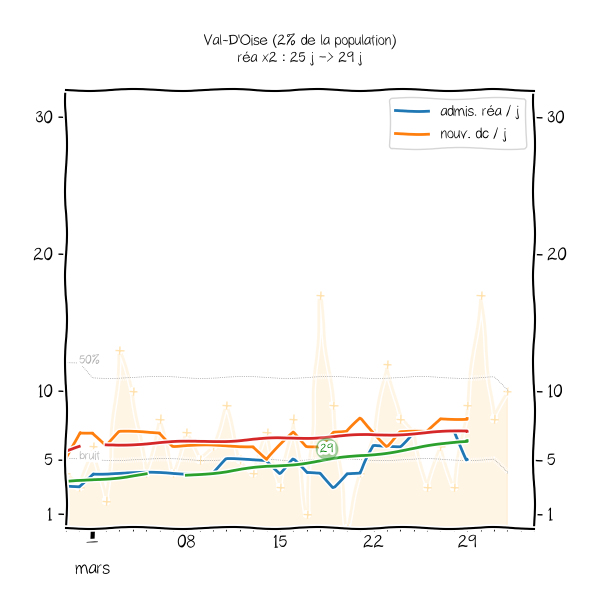 Val-D'Oise (2% de la population)
réa x2 : 25 j -> 29 j
admis. réa / j
nouv. dc / j
30
30
20
20
50%
10
10
29
bruit
5
5
1
1
1
08
15
22
29
mars